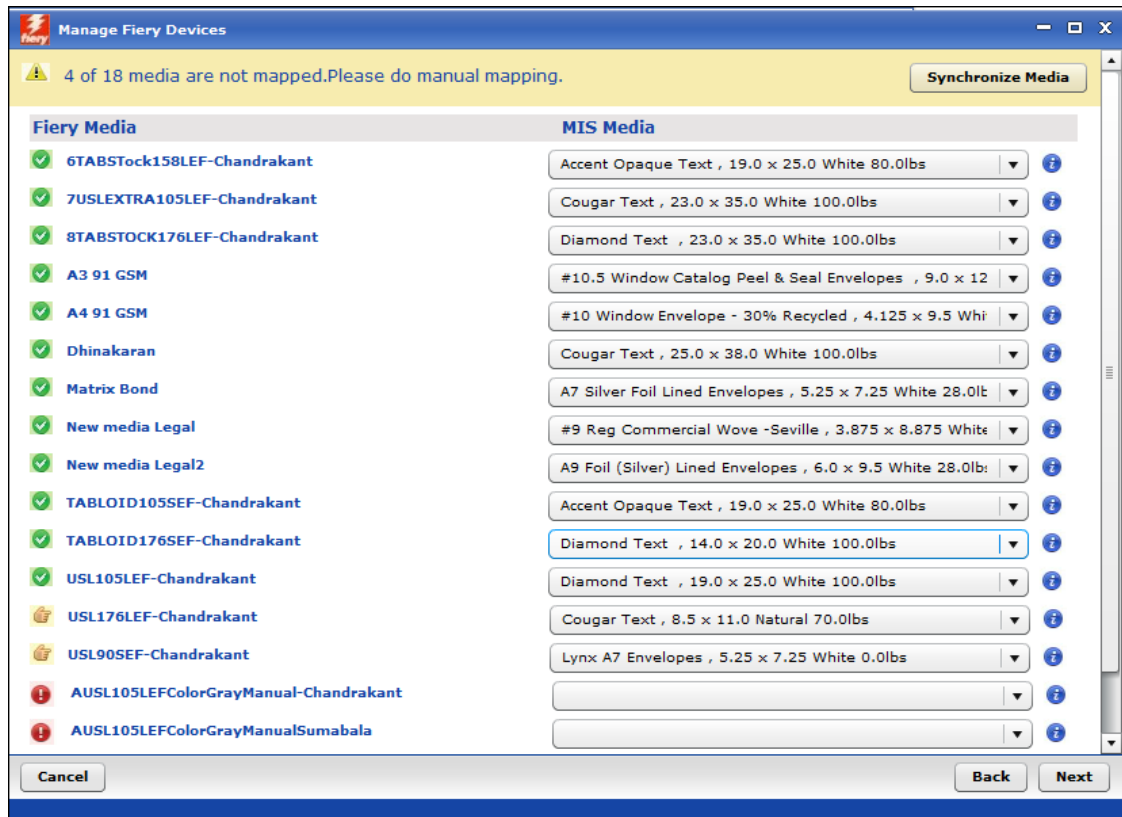 fiery
Manage Fiery Devices
4 of 18 media are not mapped.Please do manual mapping.
Synchronize Media
Fiery Media MIS Media
6TABSTock158LEF-Chandrakant Accent Opaque Text , 19.0 x 25.0 White 80.0lbs
7USLEXTRA105LEF-Chandrakant Cougar Text , 23.0 x 35.0 White 100.0lbs
8TABSTOCK176LEF-Chandrakant Diamond Text , 23.0 x 35.0 White 100.0lbs
A3 91 GSM #10.5 Window Catalog Peel & Seal Envelopes , 9.0 x 12
A4 91 GSM #10 Window Envelope - 30% Recycled , 4.125 x 9.5 Whi
Dhinakaran Cougar Text , 25.0 x 38.0 White 100.0lbs
Matrix Bond A7 Silver Foil Lined Envelopes , 5.25 x 7.25 White 28.0lb
New media Legal #9 Reg Commercial Wove -Seville , 3.875 x 8.875 White
New media Legal2 A9 Foil (Silver) Lined Envelopes , 6.0 x 9.5 White 28.0lb
TABLOID105SEF-Chandrakant Accent Opaque Text , 19.0 x 25.0 White 80.0lbs
TABLOID176SEF-Chandrakant Diamond Text , 14.0 x 20.0 White 100.0lbs
USL105LEF-Chandrakant Diamond Text , 19.0 x 25.0 White 100.0lbs
USL176LEF-Chandrakant Cougar Text , 8.5 x 11.0 Natural 70.0lbs
USL90SEF-Chandrakant Lynx A7 Envelopes , 5.25 x 7.25 White 0.0lbs
AUSL105LEFColorGrayManual-Chandrakant
AUSL105LEFColorGrayManualSumabala
Cancel Back Next